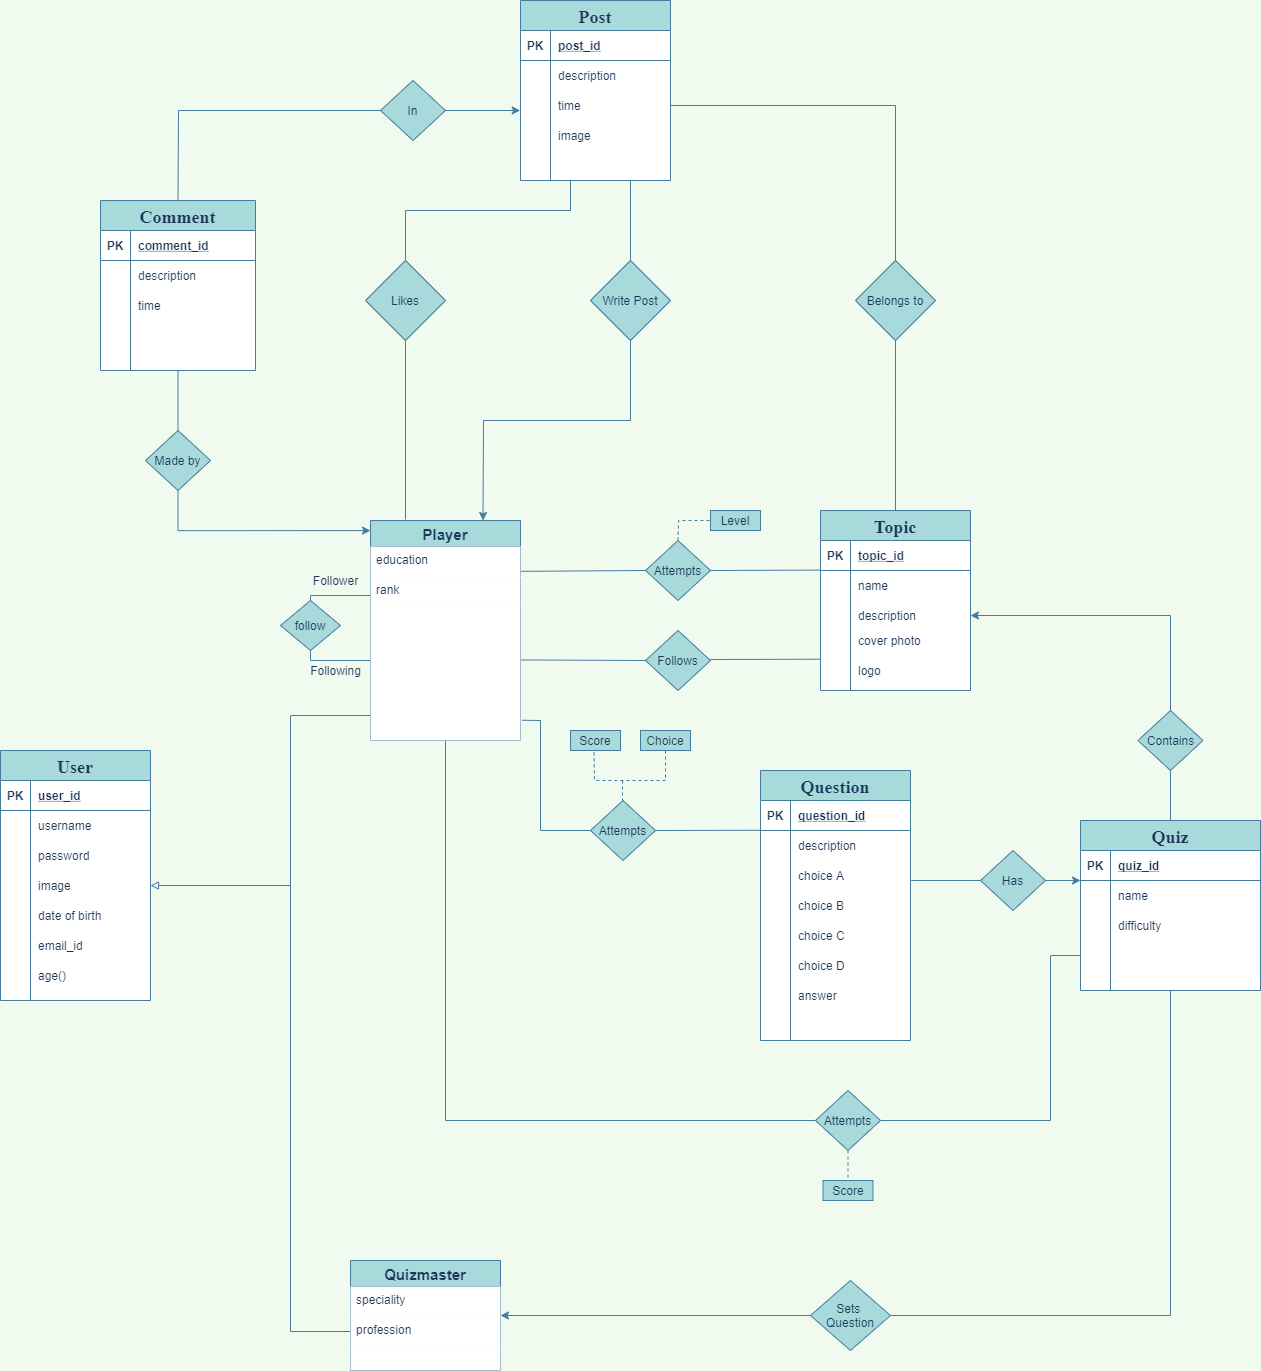 Post
PK post_id
description
time
image
In
Comment
PK comment_id
description
time
Likes
Write Post
Belongs to
Made by
Player
education
rank
Follower
follow
Following
Level
Attempts
Follows
Topic
PK topic_id
name
description
cover photo
logo
Contains
User
PK user_id
username
password
image
date of birth
email_id
age()
Score
Choice
Attempts
Question
PK question_id
description
choice A
choice B
choice C
choice D
answer
Has
Quiz
PK quiz_id
name
difficulty
Attempts
Score
Quizmaster
speciality
profession
Sets
Question